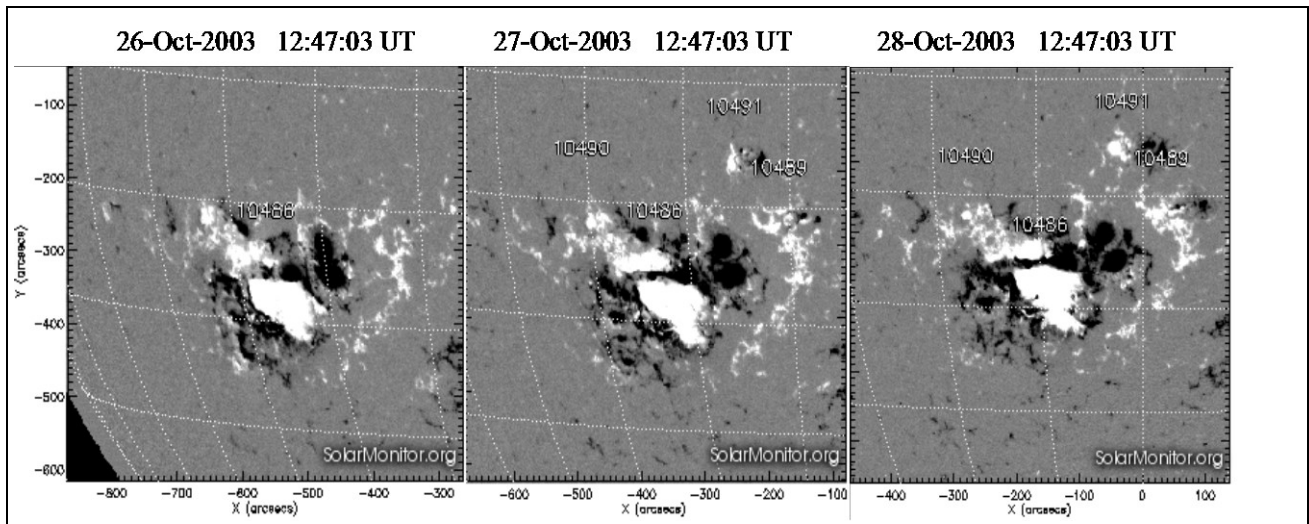 26-Oct-2003 12:47:03 UT
27-Oct-2003 12:47:03 UT
28-Oct-2003 12:47:03 UT
Y (arcsecs)
-100
-200
-300
-400
-500
-600
10486
SolarMonitor.org
-800 -700 -600 -500 -400 -300
X (arcsecs)
10491
10490
10489
10486
SolarMonitor.org
-600 -500 -400 -300 -200 -100
X (arcsecs)
10491
10490
10489
10486
SolarMonitor.org
-400 -300 -200 -100 0 100
X (arcsecs)